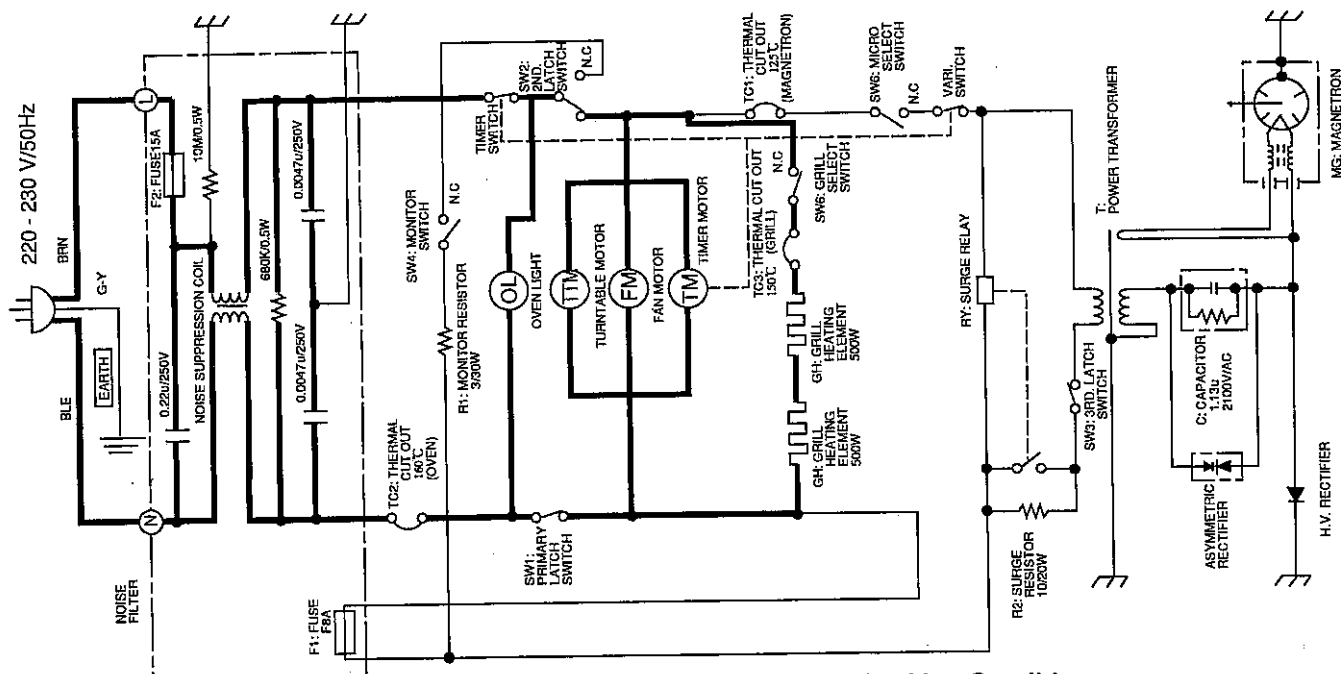 220 - 230 V/50Hz
BRN
G-Y
BLE
EARTH
NOISE
FILTER
N
L
F2: FUSE15A
10M/0.5W
0.22u/250V
NOISE SUPPRESSION COIL
680K/0.5W
0.0047u/250V
0.0047u/250V
TC2: THERMAL
CUT OUT
160℃
(OVEN)
F1: FUSE
F8A
SW4: MONITOR
SWITCH
N.C
R1: MONITOR RESISTOR
3/30W
TIMER
SWITCH
SW2:
2ND.
LATCH
SWITCH
N.C
SW1:
PRIMARY
LATCH
SWITCH
OL
OVEN LIGHT
TTM
TURNTABLE MOTOR
FM
FAN MOTOR
TM
TIMER MOTOR
TC1: THERMAL
CUT OUT
125℃
(MAGNETRON)
TC3: THERMAL CUT OUT
150℃ (GRILL)
N.C
SW6: GRILL
SELECT
SWITCH
GH: GRILL
HEATING
ELEMENT
500W
GH: GRILL
HEATING
ELEMENT
500W
SW6: MICRO
SELECT
SWITCH
N.C
VARI.
SWITCH
RY: SURGE RELAY
R2: SURGE
RESISTOR
10/20W
SW3: 3RD. LATCH
SWITCH
T:
POWER TRANSFORMER
C: CAPACITOR
1.13u
2100V/AC
ASYMMETRIC
RECTIFIER
H.V. RECTIFIER
MG: MAGNETRON